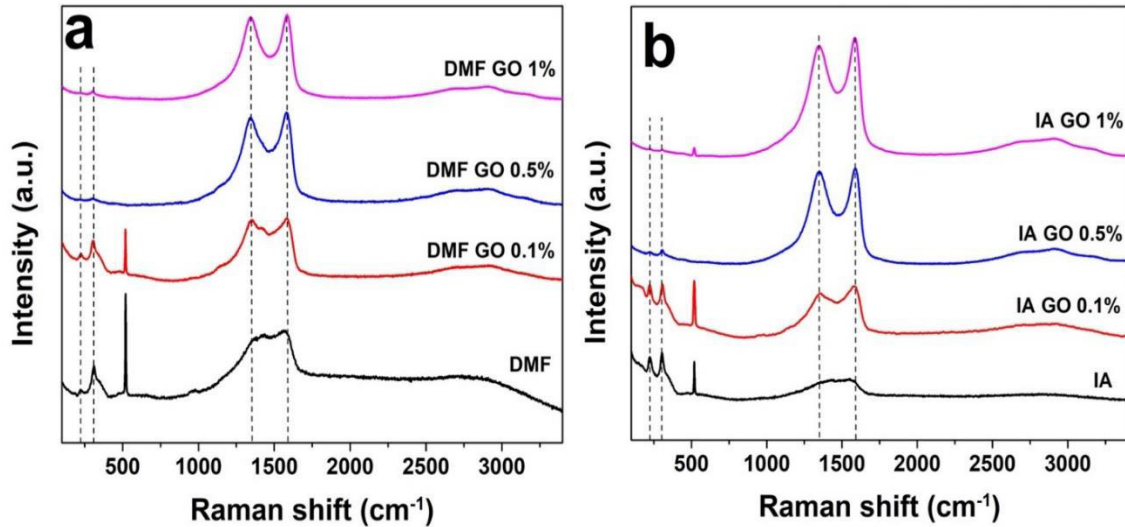 a
DMF GO 1%
DMF GO 0.5%
DMF GO 0.1%
DMF
Intensity (a.u.)
500 1000 1500 2000 2500 3000
Raman shift (cm⁻¹)
b
IA GO 1%
IA GO 0.5%
IA GO 0.1%
IA
Intensity (a.u.)
500 1000 1500 2000 2500 3000
Raman shift (cm⁻¹)